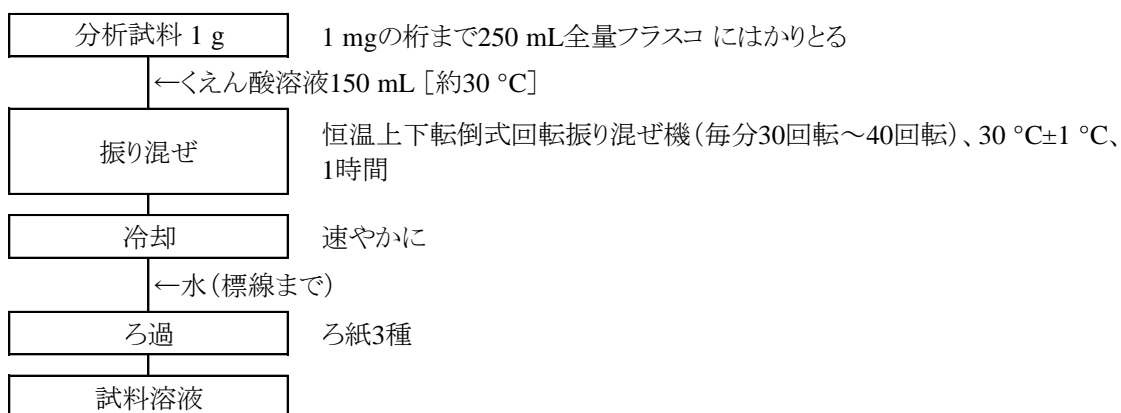 分析試料 1 g
1 mgの桁まで250 mL全量フラスコ にはかりとる
←くえん酸溶液150 mL [約30 °C]
振り混ぜ
恒温上下転倒式回転振り混ぜ機(毎分30回転～40回転)、30 °C±1 °C、
1時間
冷却
速やかに
←水(標線まで)
ろ過
ろ紙3種
試料溶液